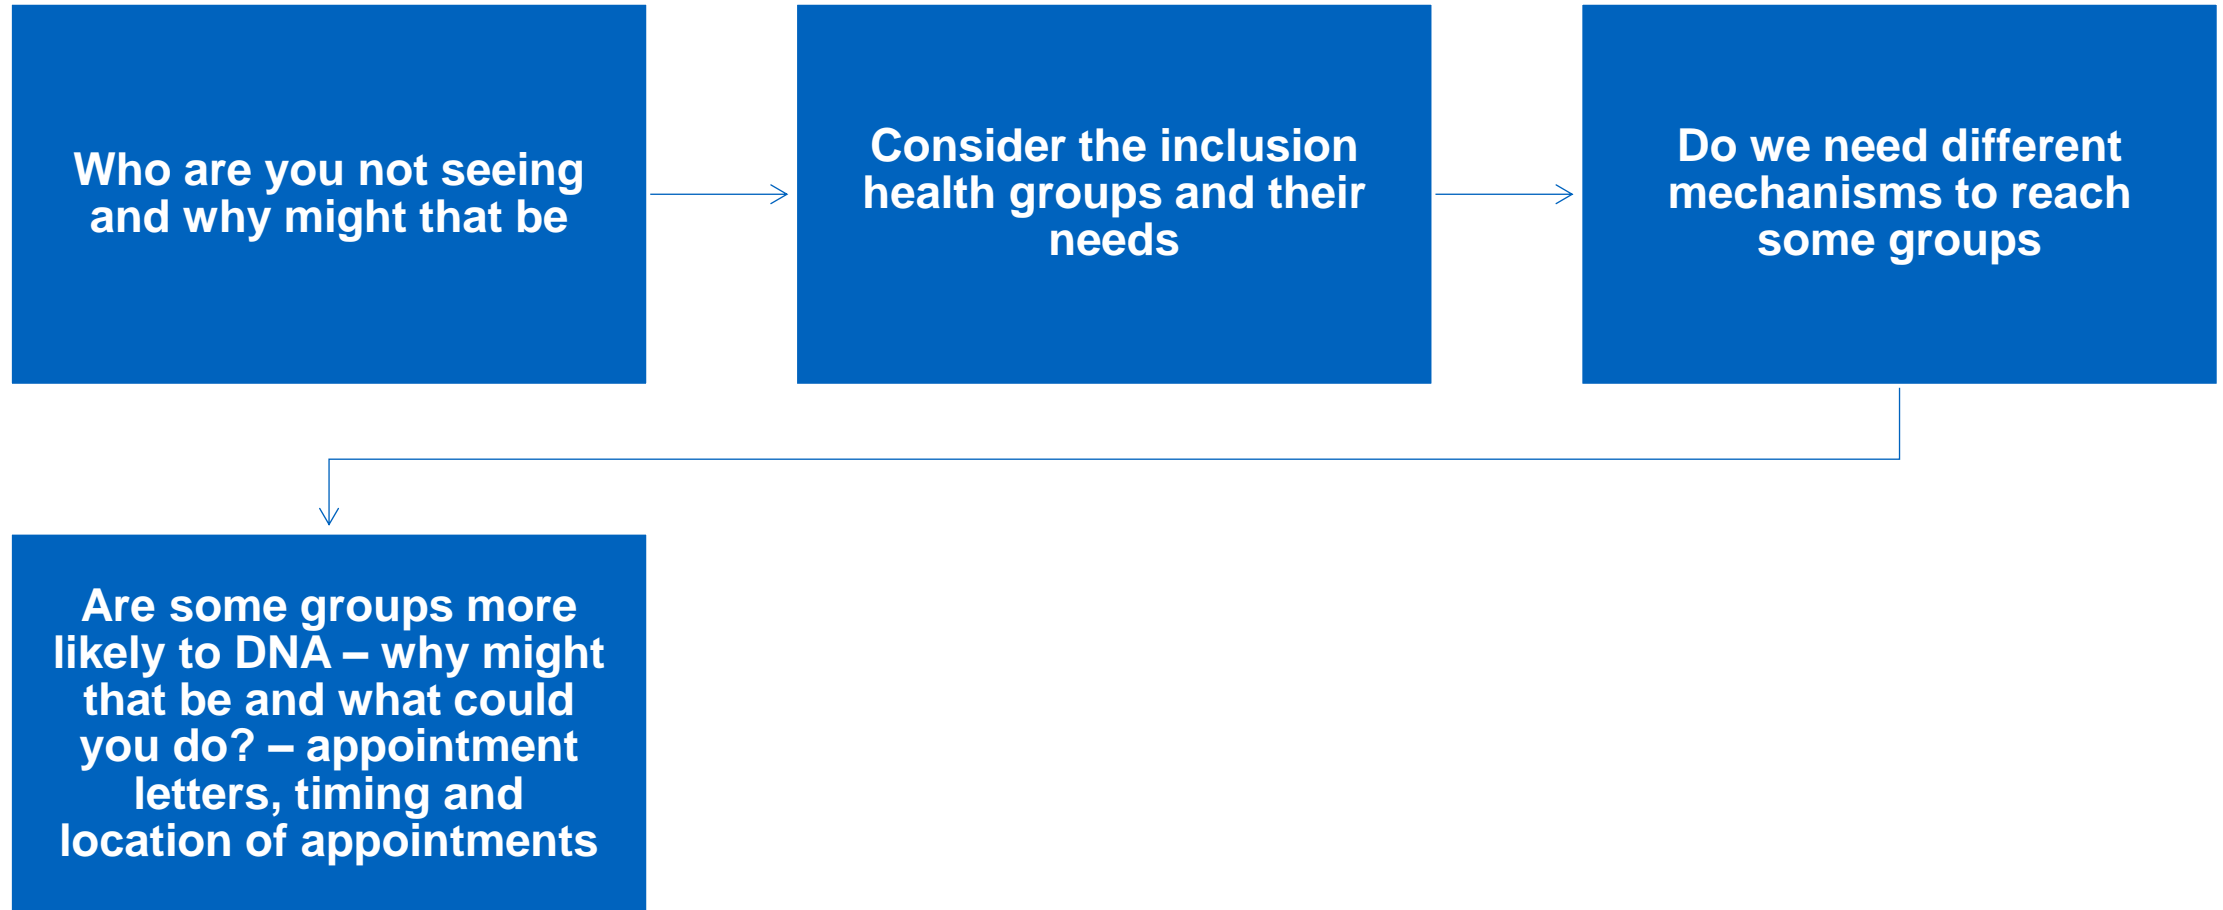 Who are you not seeing
and why might that be
Consider the inclusion
health groups and their
needs
Do we need different
mechanisms to reach
some groups
Are some groups more
likely to DNA – why might
that be and what could
you do? – appointment
letters, timing and
location of appointments